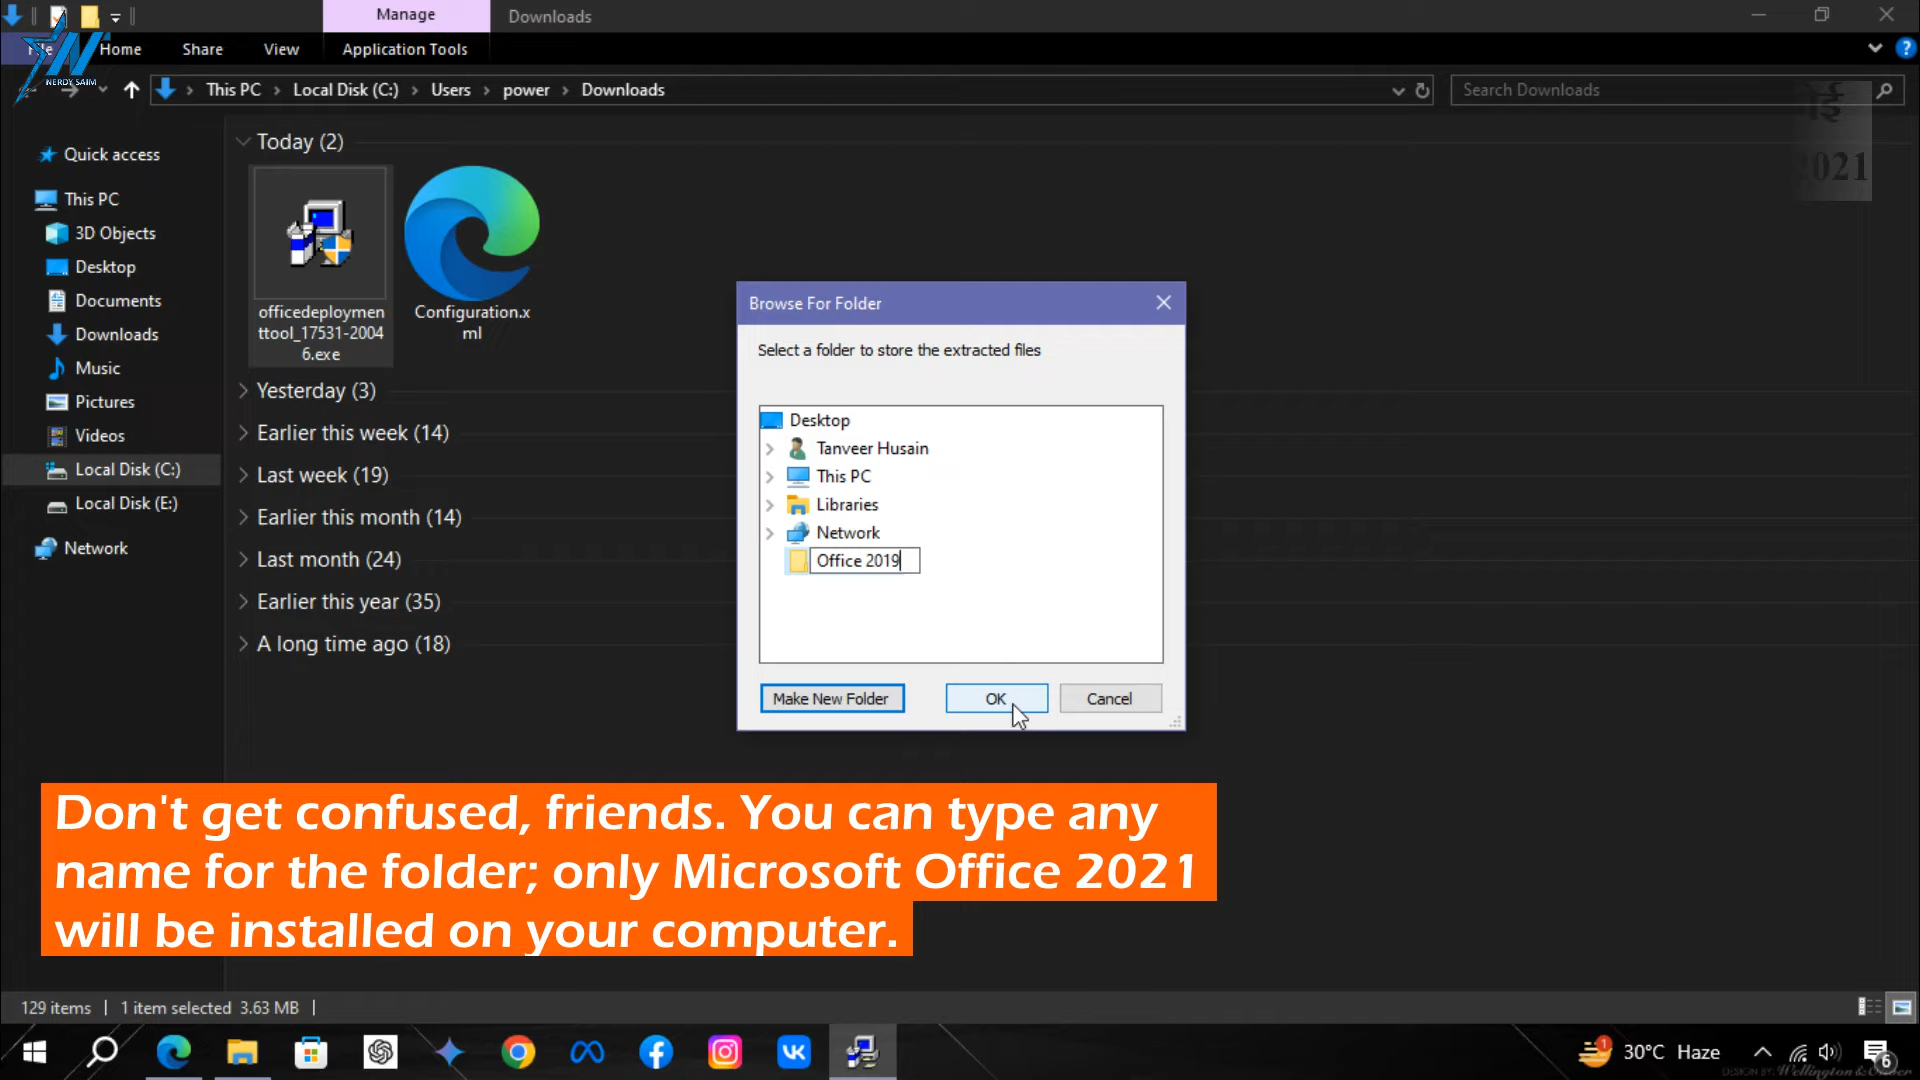 Manage
Downloads
File
Home
Share
View
Application Tools
NERDY SAIM
This PC
Local Disk (C:)
Users
power
Downloads
Search Downloads
2021
Quick access
This PC
3D Objects
Desktop
Documents
Downloads
Music
Pictures
Videos
Local Disk (C:)
Local Disk (E:)
Network
Today (2)
officedeploymen
ttool_17531-2004
6.exe
Configuration.x
ml
Yesterday (3)
Earlier this week (14)
Last week (19)
Earlier this month (14)
Last month (24)
Earlier this year (35)
A long time ago (18)
Browse For Folder
Select a folder to store the extracted files
Desktop
Tanveer Husain
This PC
Libraries
Network
Office 2019
Make New Folder
OK
Cancel
Don't get confused, friends. You can type any
name for the folder; only Microsoft Office 2021
will be installed on your computer.
129 items
1 item selected 3.63 MB
1
30°C Haze
6